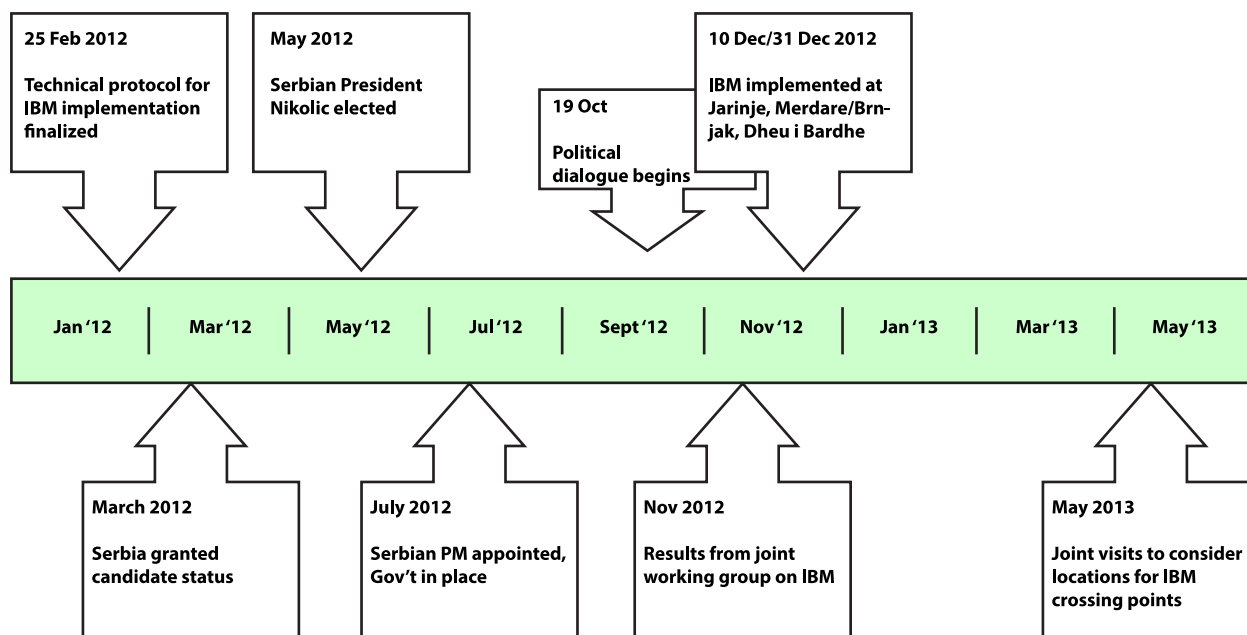 25 Feb 2012
Technical protocol for
IBM implementation
finalized
May 2012
Serbian President
Nikolic elected
19 Oct
Political
dialogue begins
10 Dec/31 Dec 2012
IBM implemented at
Jarinje, Merdare/Brn-
jak, Dheu i Bardhe
Jan ‘12 Mar ‘12 May ‘12 Jul ‘12 Sept ‘12 Nov ‘12 Jan ‘13 Mar ‘13 May ‘13
March 2012
Serbia granted
candidate status
July 2012
Serbian PM appointed,
Gov’t in place
Nov 2012
Results from joint
working group on IBM
May 2013
Joint visits to consider
locations for IBM
crossing points